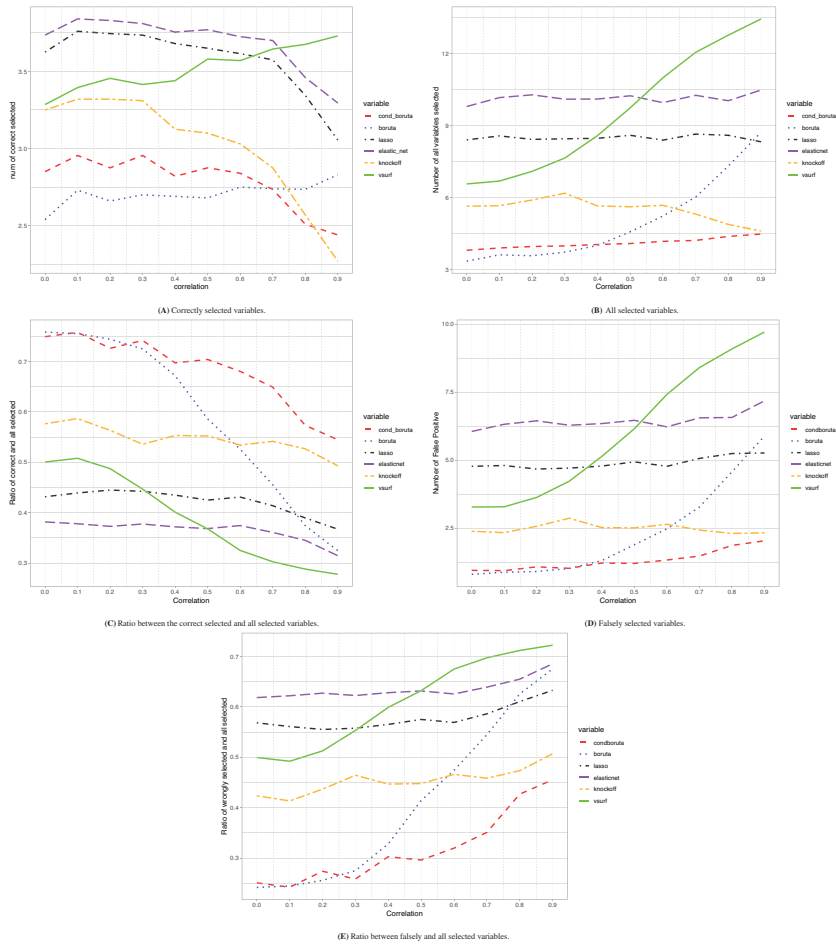 num of correct selected
3.5
3.0
2.5
0.0 0.1 0.2 0.3 0.4 0.5 0.6 0.7 0.8 0.9
correlation
variable
cond_boruta
boruta
lasso
elastic_net
knockoff
vsurf
(A) Correctly selected variables.
Number of all variables selected
12
9
6
3
0.0 0.1 0.2 0.3 0.4 0.5 0.6 0.7 0.8 0.9
Correlation
variable
cond_boruta
boruta
lasso
elasticnet
knockoff
vsurf
(B) All selected variables.
Ratio of correct and all selected
0.7
0.6
0.5
0.4
0.3
0.0 0.1 0.2 0.3 0.4 0.5 0.6 0.7 0.8 0.9
Correlation
variable
cond_boruta
boruta
lasso
elasticnet
knockoff
vsurf
(C) Ratio between the correct selected and all selected variables.
Number of False Positive
10.0
7.5
5.0
2.5
0.0 0.1 0.2 0.3 0.4 0.5 0.6 0.7 0.8 0.9
Correlation
variable
condboruta
boruta
lasso
elasticnet
knockoff
vsurf
(D) Falsely selected variables.
Ratio of wrongly selected and all selected
0.7
0.6
0.5
0.4
0.3
0.0 0.1 0.2 0.3 0.4 0.5 0.6 0.7 0.8 0.9
Correlation
variable
condboruta
boruta
lasso
elasticnet
knockoff
vsurf
(E) Ratio between falsely and all selected variables.